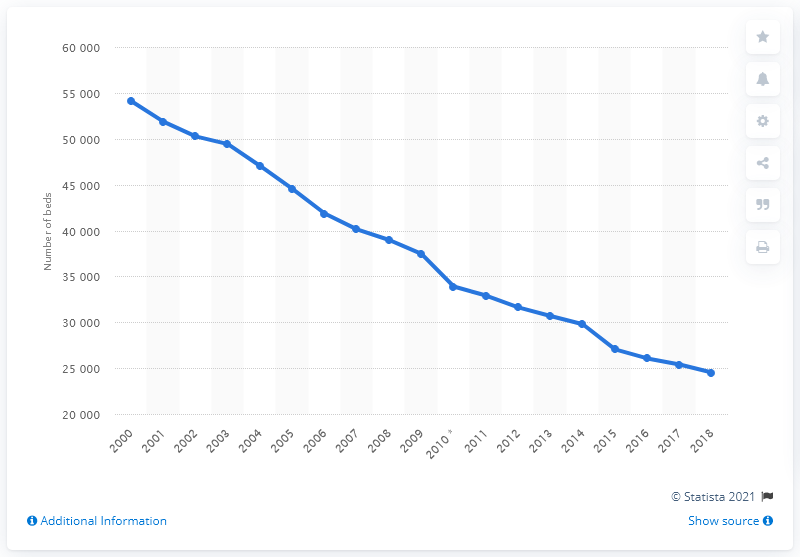 60 000
55 000
50 000
45 000
40 000
35 000
30 000
25 000
20 000
Number of beds
2000 2001 2002 2003 2004 2005 2006 2007 2008 2009 2010* 2011 2012 2013 2014 2015 2016 2017 2018
© Statista 2021
Additional Information
Show source